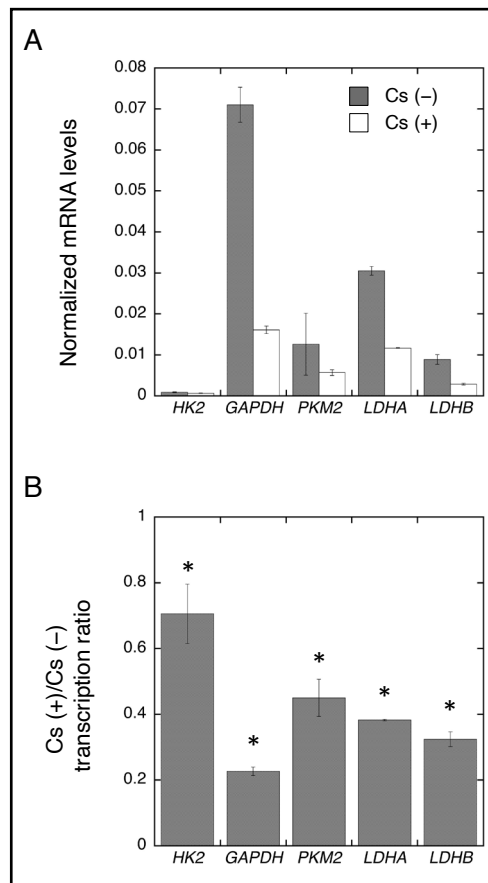 A
Normalized mRNA levels
0.08
0.07
0.06
0.05
0.04
0.03
0.02
0.01
0
Cs (−)
Cs (+)
HK2 GAPDH PKM2 LDHA LDHB
B
Cs (+)/Cs (−)
transcription ratio
1
0.8
0.6
0.4
0.2
0
* * * * *
HK2 GAPDH PKM2 LDHA LDHB